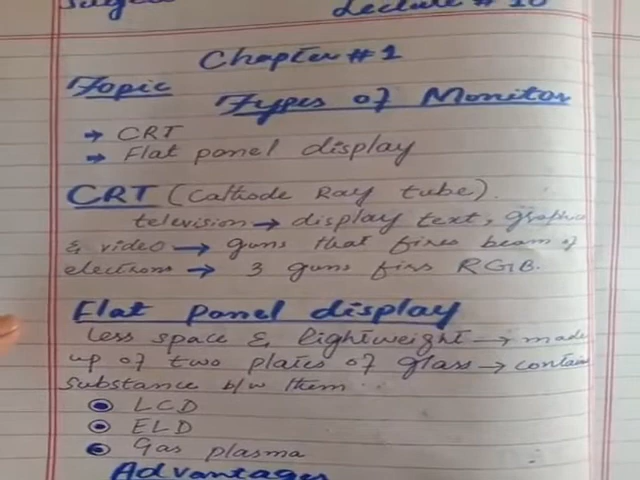 Lecture # 10
Chapter # 1
Topic
Types of Monitor
→ CRT
→ Flat panel display
CRT (Cathode Ray tube).
television → display text, graphics
& video → guns that fires beam of
electrons → 3 guns firs RGB.
Flat panel display
less space & lightweight → made
up of two plates of glass → contain
substance b/w them
LCD
ELD
Gas plasma
Advantages